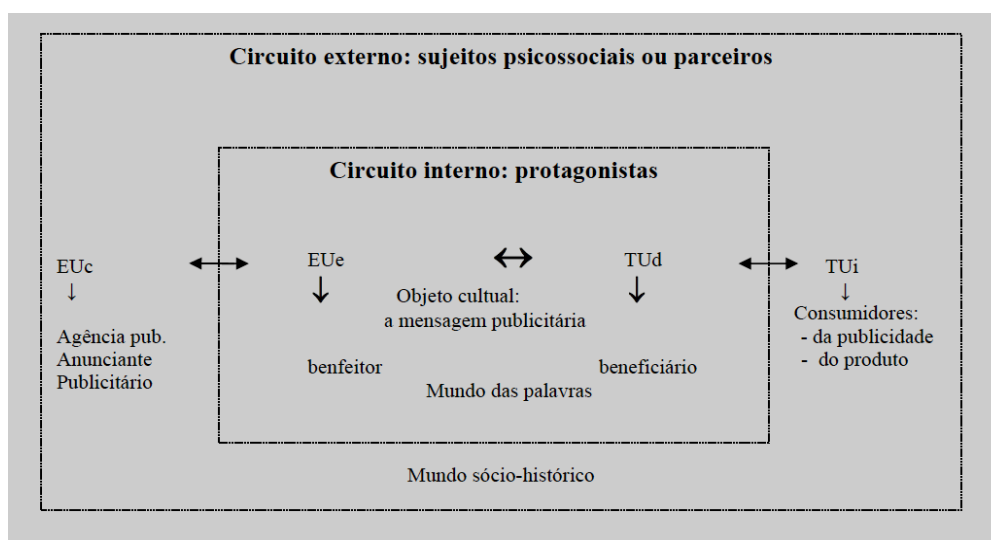 Circuito externo: sujeitos psicossociais ou parceiros
Circuito interno: protagonistas
EUc
EUe
TUd
TUi
Objeto cultual:
a mensagem publicitária
Consumidores:
- da publicidade
- do produto
Agência pub.
Anunciante
Publicitário
benfeitor
beneficiário
Mundo das palavras
Mundo sócio-histórico